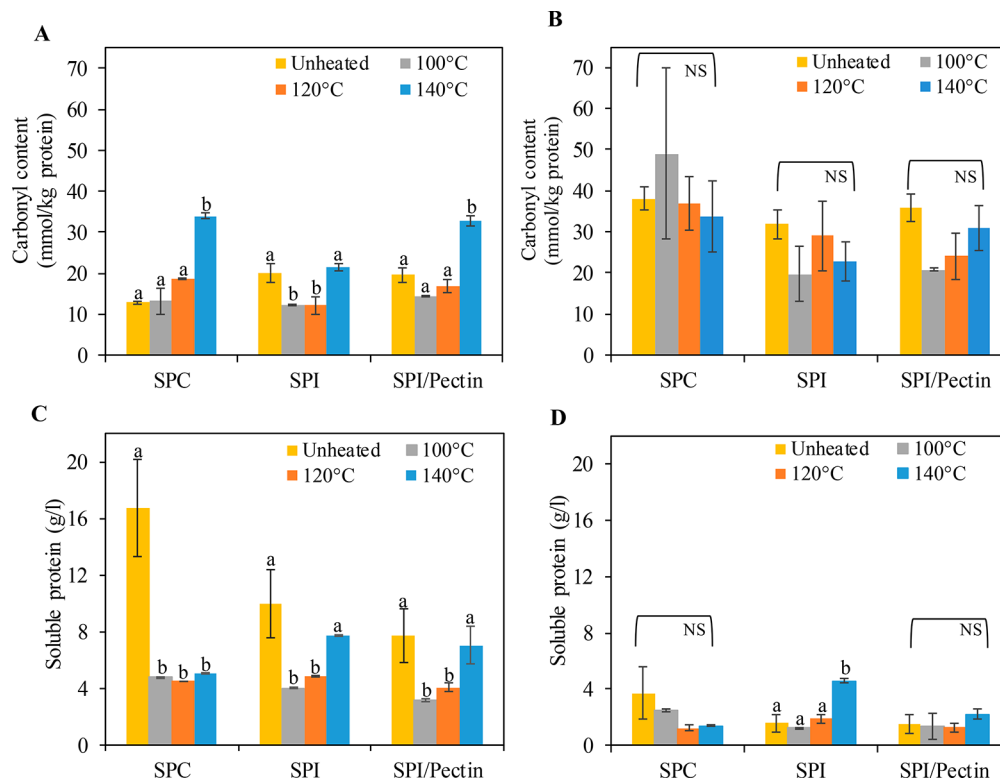 A
Unheated 100°C
120°C 140°C
Carbonyl content
(mmol/kg protein)
70
60
50
40
30
20
10
0
a a a b
a b b a
a a a b
SPC SPI SPI/Pectin
B
Unheated 100°C
120°C 140°C
Carbonyl content
(mmol/kg protein)
70
60
50
40
30
20
10
0
NS NS NS
SPC SPI SPI/Pectin
C
Unheated 100°C
120°C 140°C
Soluble protein (g/l)
20
16
12
8
4
0
a b b b
a b b a
a b b a
SPC SPI SPI/Pectin
D
Unheated 100°C
120°C 140°C
Soluble protein (g/l)
20
16
12
8
4
0
NS
a a a b
NS
SPC SPI SPI/Pectin